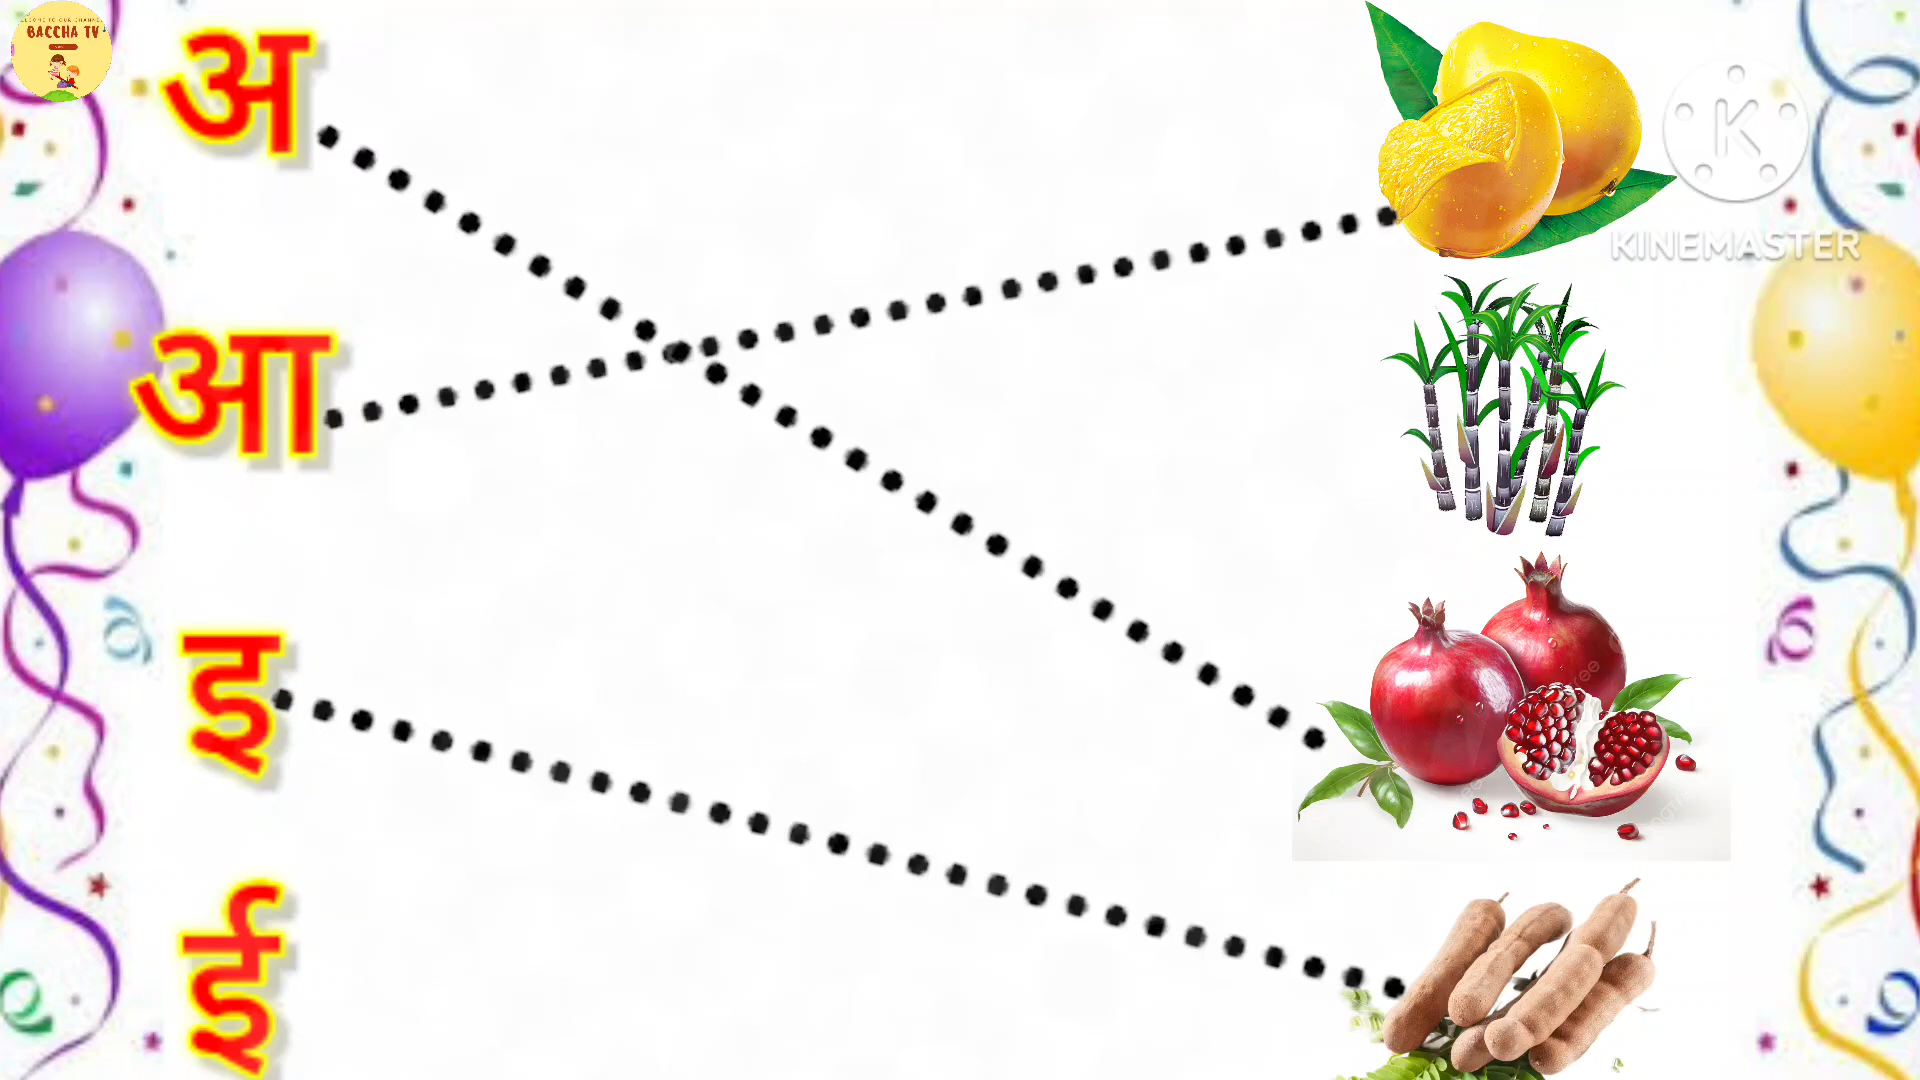 BACCHA TV
अ
आ
इ
ई
K
KINEMASTER